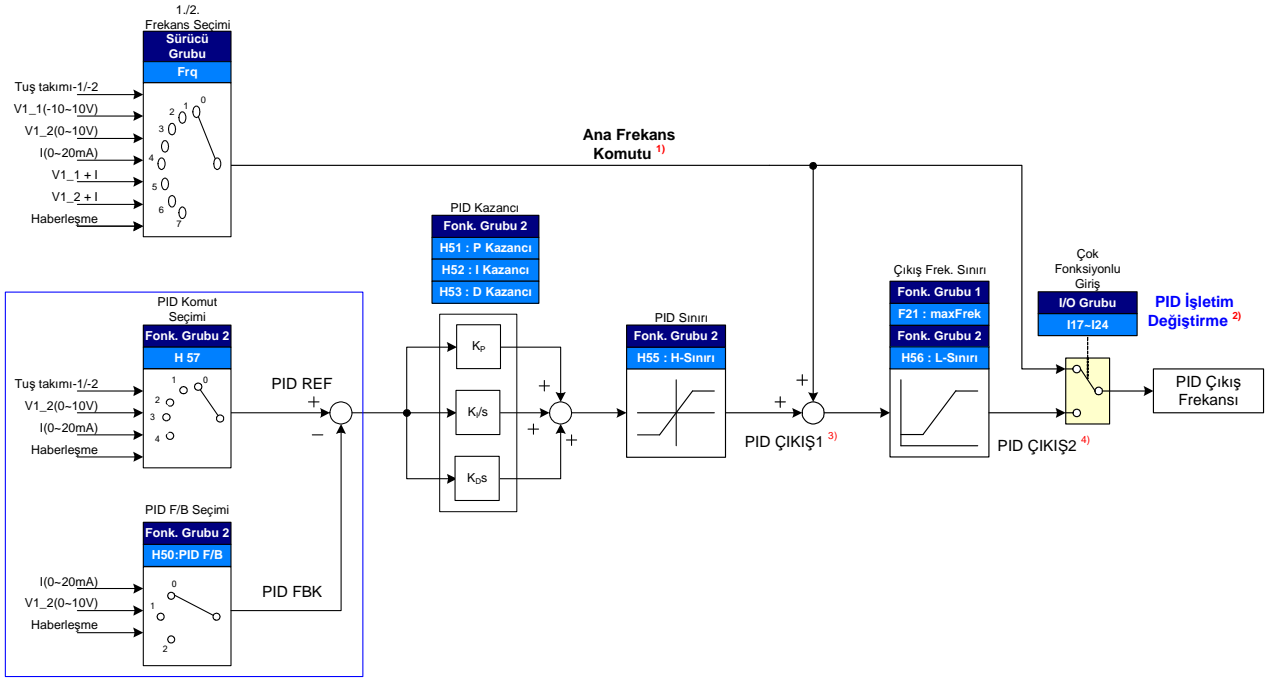 1./2.
Frekans Seçimi
Sürücü
Grubu
Frq
Tuş takımı-1/-2
V1_1(-10~10V)
V1_2(0~10V)
I(0~20mA)
V1_1 + I
V1_2 + I
Haberleşme
0
1
2
3
4
5
6
7
Ana Frekans
Komutu 1)
PID Kazancı
Fonk. Grubu 2
H51 : P Kazancı
H52 : I Kazancı
H53 : D Kazancı
KP
KI/s
KDs
+
+
+
PID Komut
Seçimi
Fonk. Grubu 2
H 57
Tuş takımı-1/-2
V1_2(0~10V)
I(0~20mA)
Haberleşme
0
1
2
3
4
PID REF
+
−
PID F/B Seçimi
Fonk. Grubu 2
H50:PID F/B
I(0~20mA)
V1_2(0~10V)
Haberleşme
0
1
2
PID FBK
PID Sınırı
Fonk. Grubu 2
H55 : H-Sınırı
PID ÇIKIŞ1 3)
+
+
Çıkış Frek. Sınırı
Fonk. Grubu 1
F21 : maxFrek
Fonk. Grubu 2
H56 : L-Sınırı
PID ÇIKIŞ2 4)
Çok
Fonksiyonlu
Giriş
I/O Grubu
I17~I24
PID İşletim
Değiştirme 2)
PID Çıkış
Frekansı